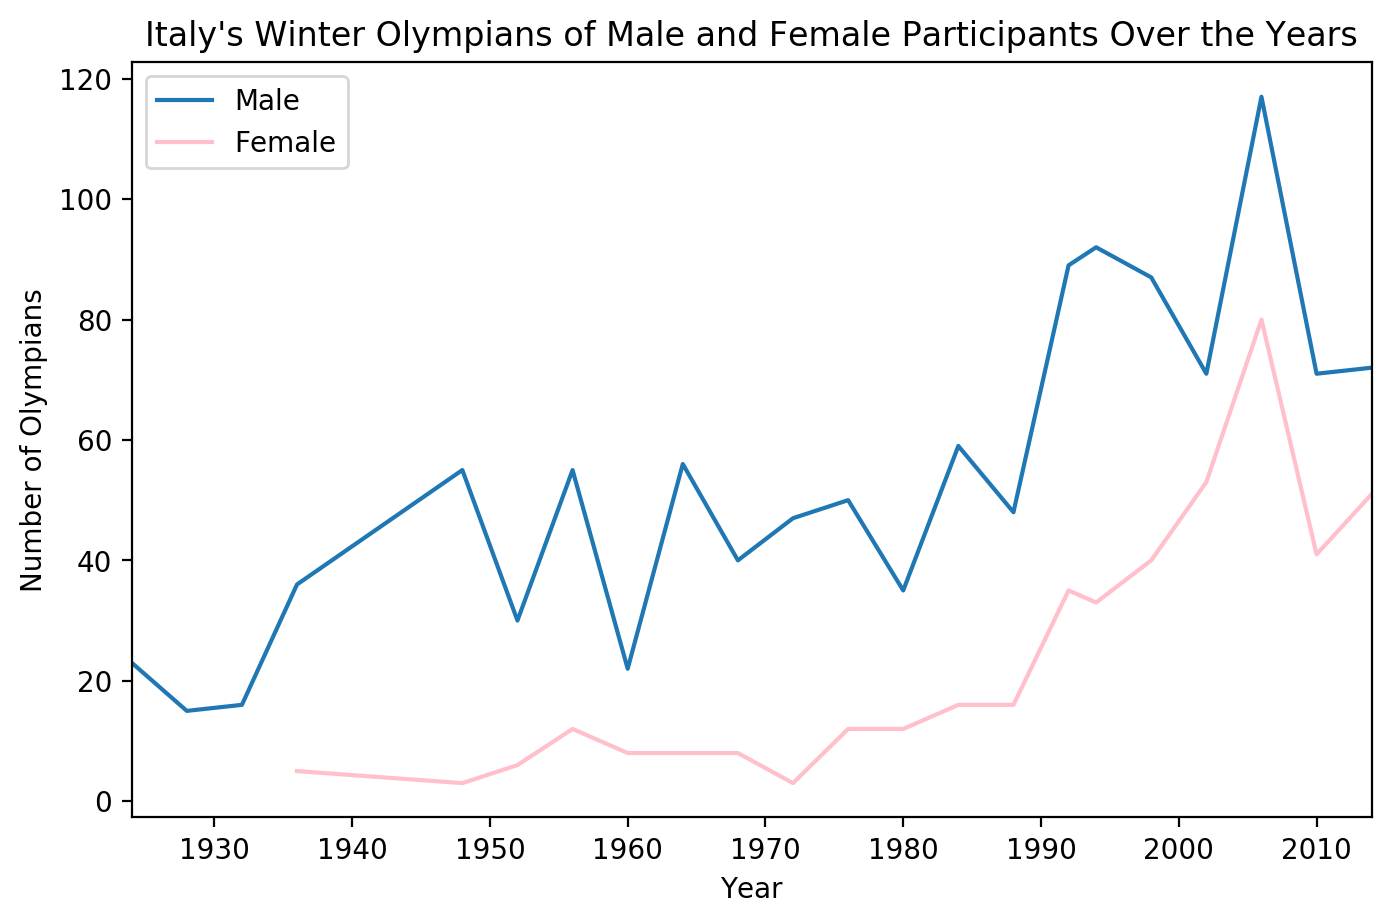 Italy's Winter Olympians of Male and Female Participants Over the Years
Male
Female
120
100
80
60
40
20
0
Number of Olympians
1930 1940 1950 1960 1970 1980 1990 2000 2010
Year